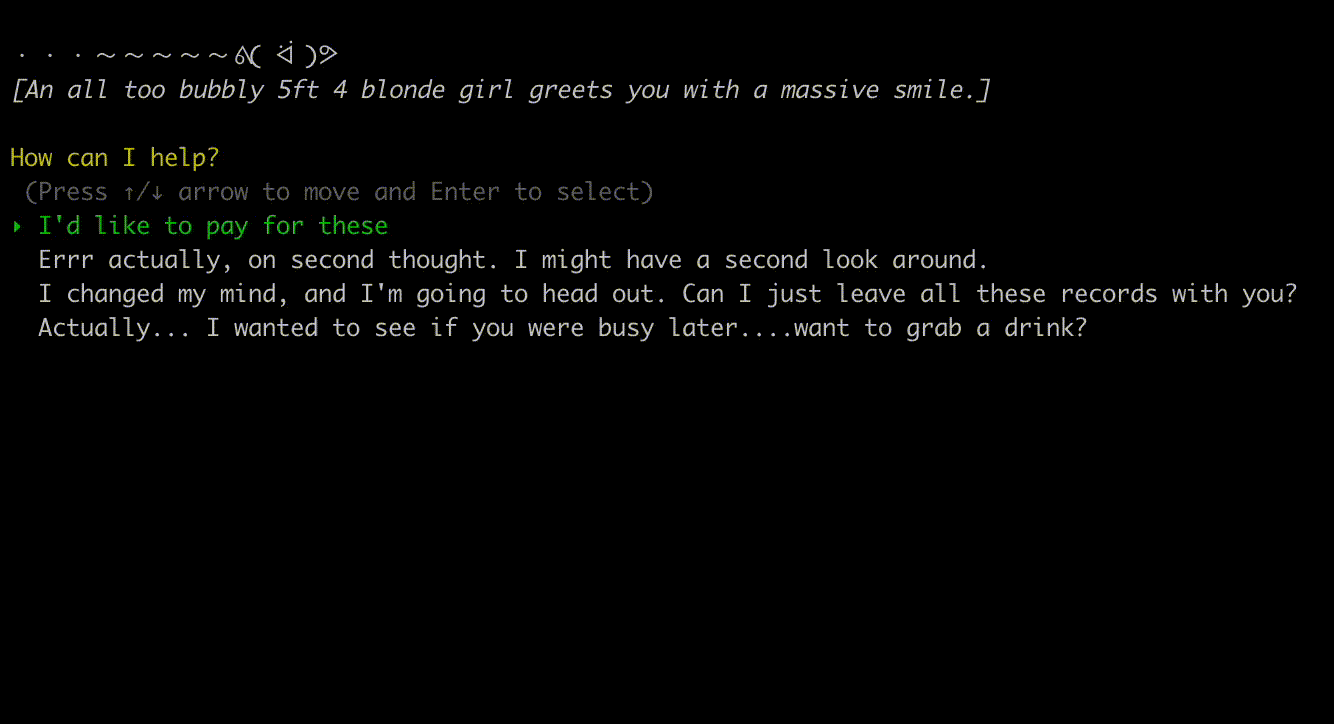 · · · ~ ~ ~ ~ ~ ᕕ( ᐛ )ᕗ
[An all too bubbly 5ft 4 blonde girl greets you with a massive smile.]
How can I help?
(Press ↑/↓ arrow to move and Enter to select)
‣ I'd like to pay for these
Errr actually, on second thought. I might have a second look around.
I changed my mind, and I'm going to head out. Can I just leave all these records with you?
Actually... I wanted to see if you were busy later....want to grab a drink?